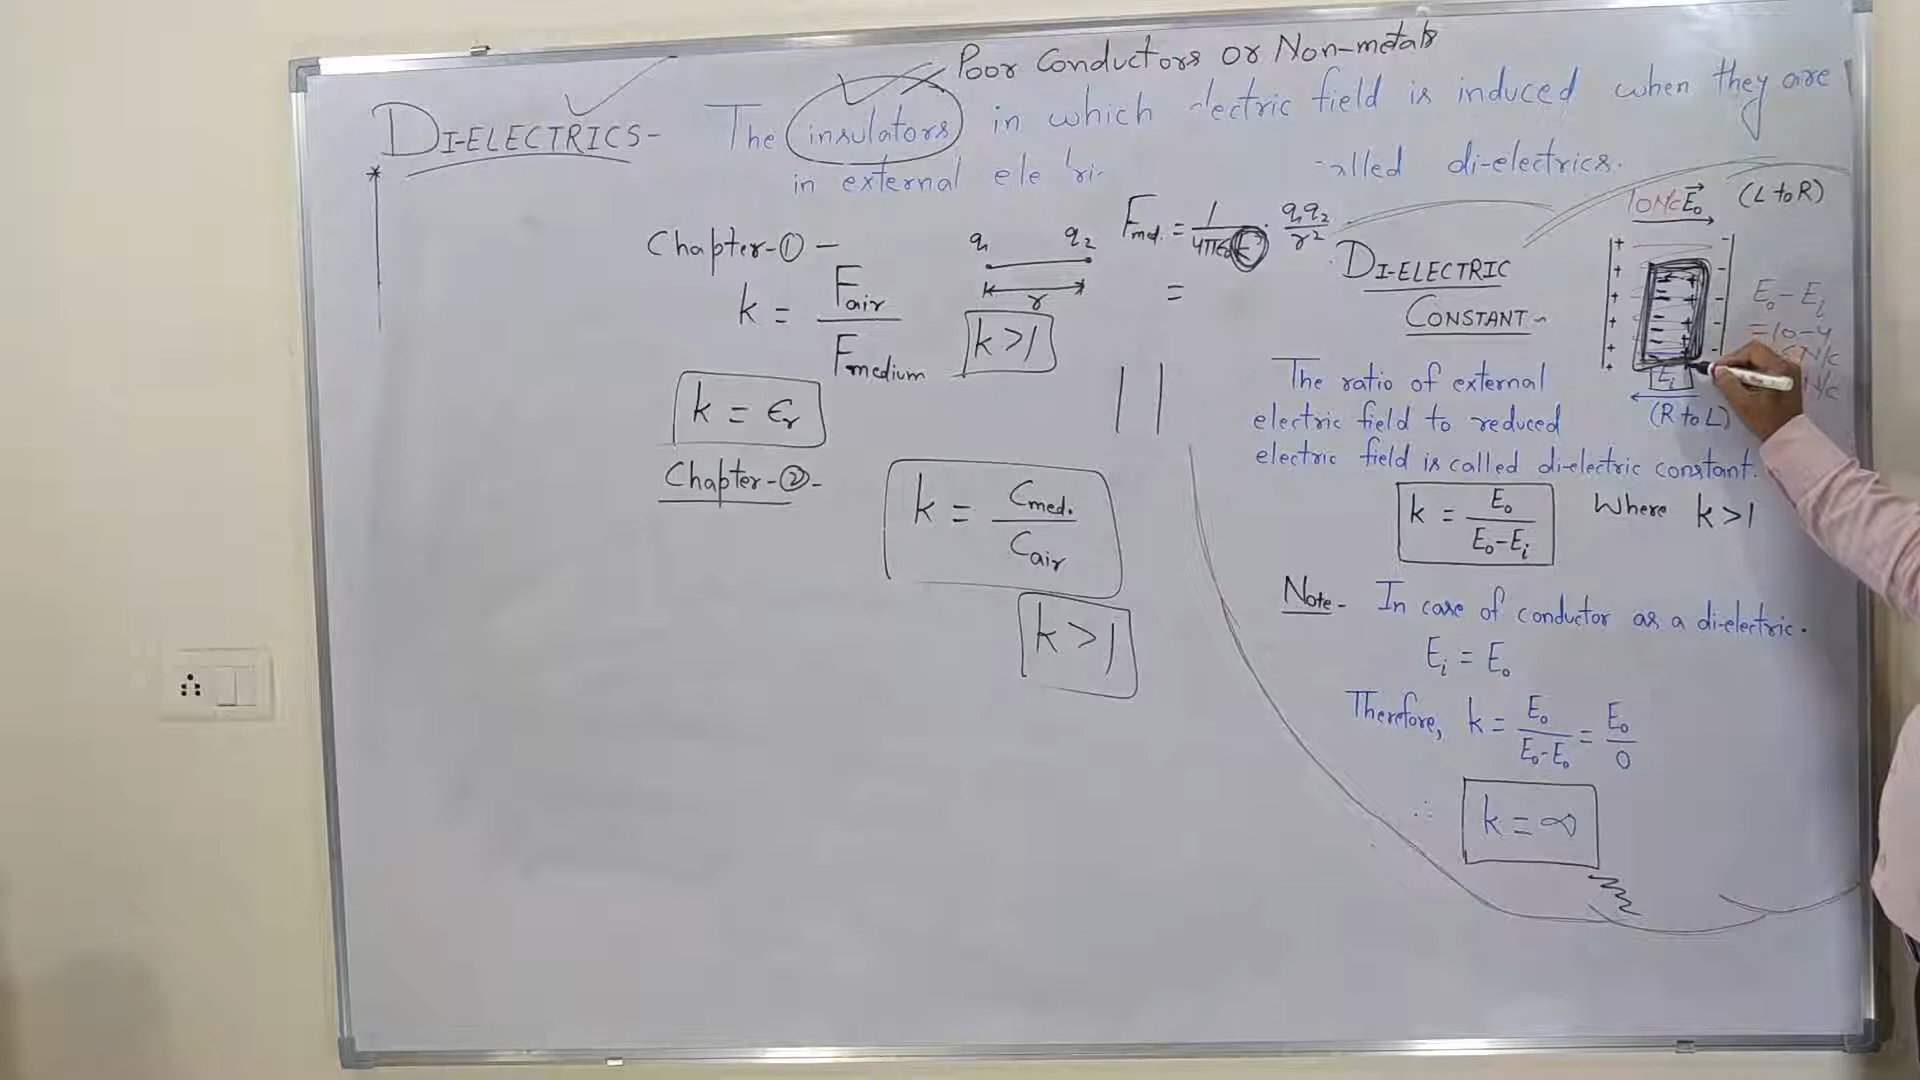 Poor Conductors or Non-metals
DI-ELECTRICS- The insulators in which electric field is induced when they are
in external called di-electrics.
Chapter-① -
k = Fair / Fmedium
q₁ q₂
r
k > 1
Fmed. = 1/4πε₀k · q₁q₂/r²
=
k = εr
Chapter-② -
k = Cmed. / Cair
k > 1
DI-ELECTRIC
CONSTANT-
10N/C E₀ (L to R)
E₀ - Ei
= 10 - 4
N/C
N/C
Ei
(R to L)
The ratio of external
electric field to reduced
electric field is called di-electric constant.
k = E₀ / E₀-Ei Where k > 1
Note- In case of conductor as a di-electric.
Ei = E₀
Therefore, k = E₀ / E₀-E₀ = E₀ / 0
∴ k = ∞